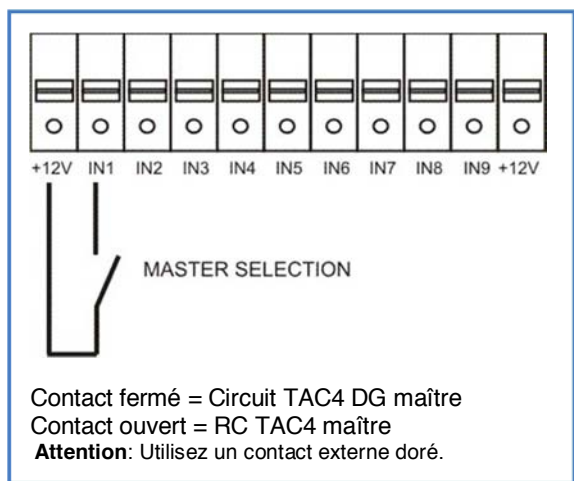 +12V IN1 IN2 IN3 IN4 IN5 IN6 IN7 IN8 IN9 +12V
MASTER SELECTION
Contact fermé = Circuit TAC4 DG maître
Contact ouvert = RC TAC4 maître
Attention: Utilisez un contact externe doré.